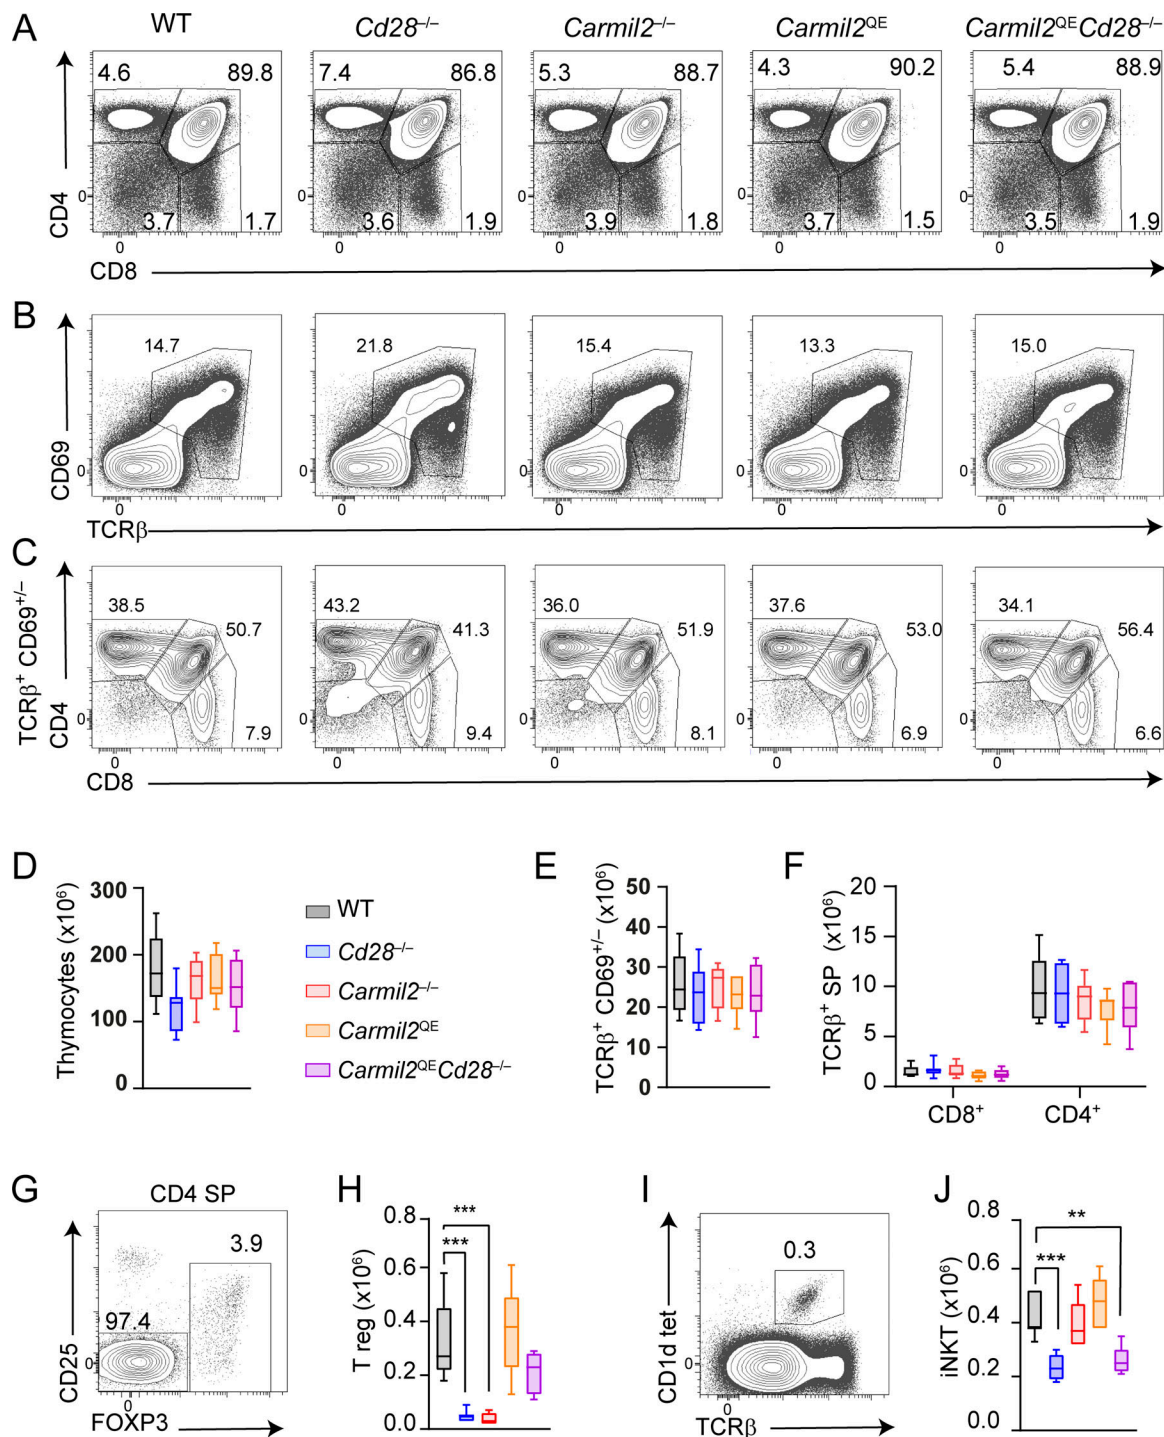 A
WT
Cd28–/–
Carmil2–/–
Carmil2QE
Carmil2QECd28–/–
4.6 89.8
7.4 86.8
5.3 88.7
4.3 90.2
5.4 88.9
CD4
0
0
0
0
0
3.7 1.7
3.6 1.9
3.9 1.8
3.7 1.5
3.5 1.9
0
0
0
0
0
CD8
B
14.7
21.8
15.4
13.3
15.0
CD69
0
0
0
0
0
0
0
0
0
0
TCRβ
C
TCRβ+ CD69+/–
CD4
38.5
50.7
7.9
43.2
41.3
9.4
36.0
51.9
8.1
37.6
53.0
6.9
34.1
56.4
6.6
0
0
0
0
0
0
0
0
0
0
CD8
D
Thymocytes (x10⁶)
300
200
100
0
WT
Cd28–/–
Carmil2–/–
Carmil2QE
Carmil2QECd28–/–
E
TCRβ+ CD69+/– (x10⁶)
50
40
30
20
10
0
F
TCRβ+ SP (x10⁶)
20
15
10
5
0
CD8+
CD4+
G
CD4 SP
3.9
97.4
CD25
0
0
FOXP3
H
T reg (x10⁶)
0.8
0.6
0.4
0.2
0.0
***
***
I
0.3
CD1d tet
0
0
TCRβ
J
iNKT (x10⁶)
0.8
0.6
0.4
0.2
0.0
**
***